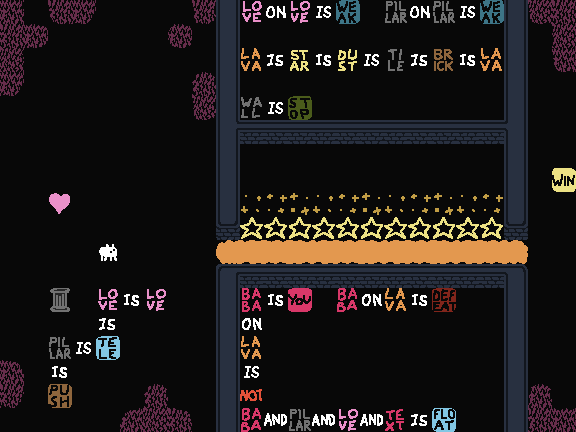 LOVE ON LOVE IS WEAK PILLAR ON PILLAR IS WEAK
LAVA IS STAR IS DUST IS TILE IS BRICK IS LAVA
WALL IS STOP
WIN
LOVE IS LOVE
IS
PILLAR IS TELE
IS
PUSH
BABA IS YOU BABA ON LAVA IS DEFEAT
ON
LAVA
IS
NOT
BABA AND PILLAR AND LOVE AND TEXT IS FLOAT